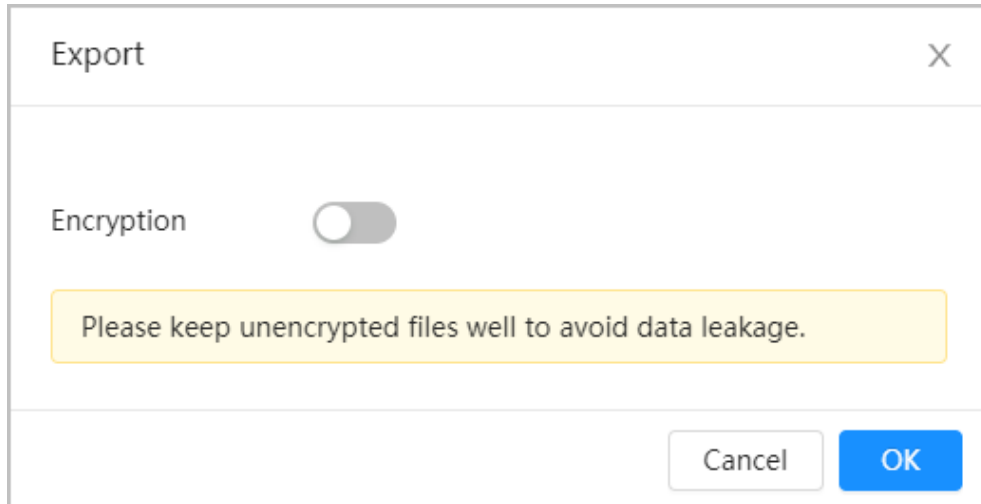 Export
X
Encryption
Please keep unencrypted files well to avoid data leakage.
Cancel
OK